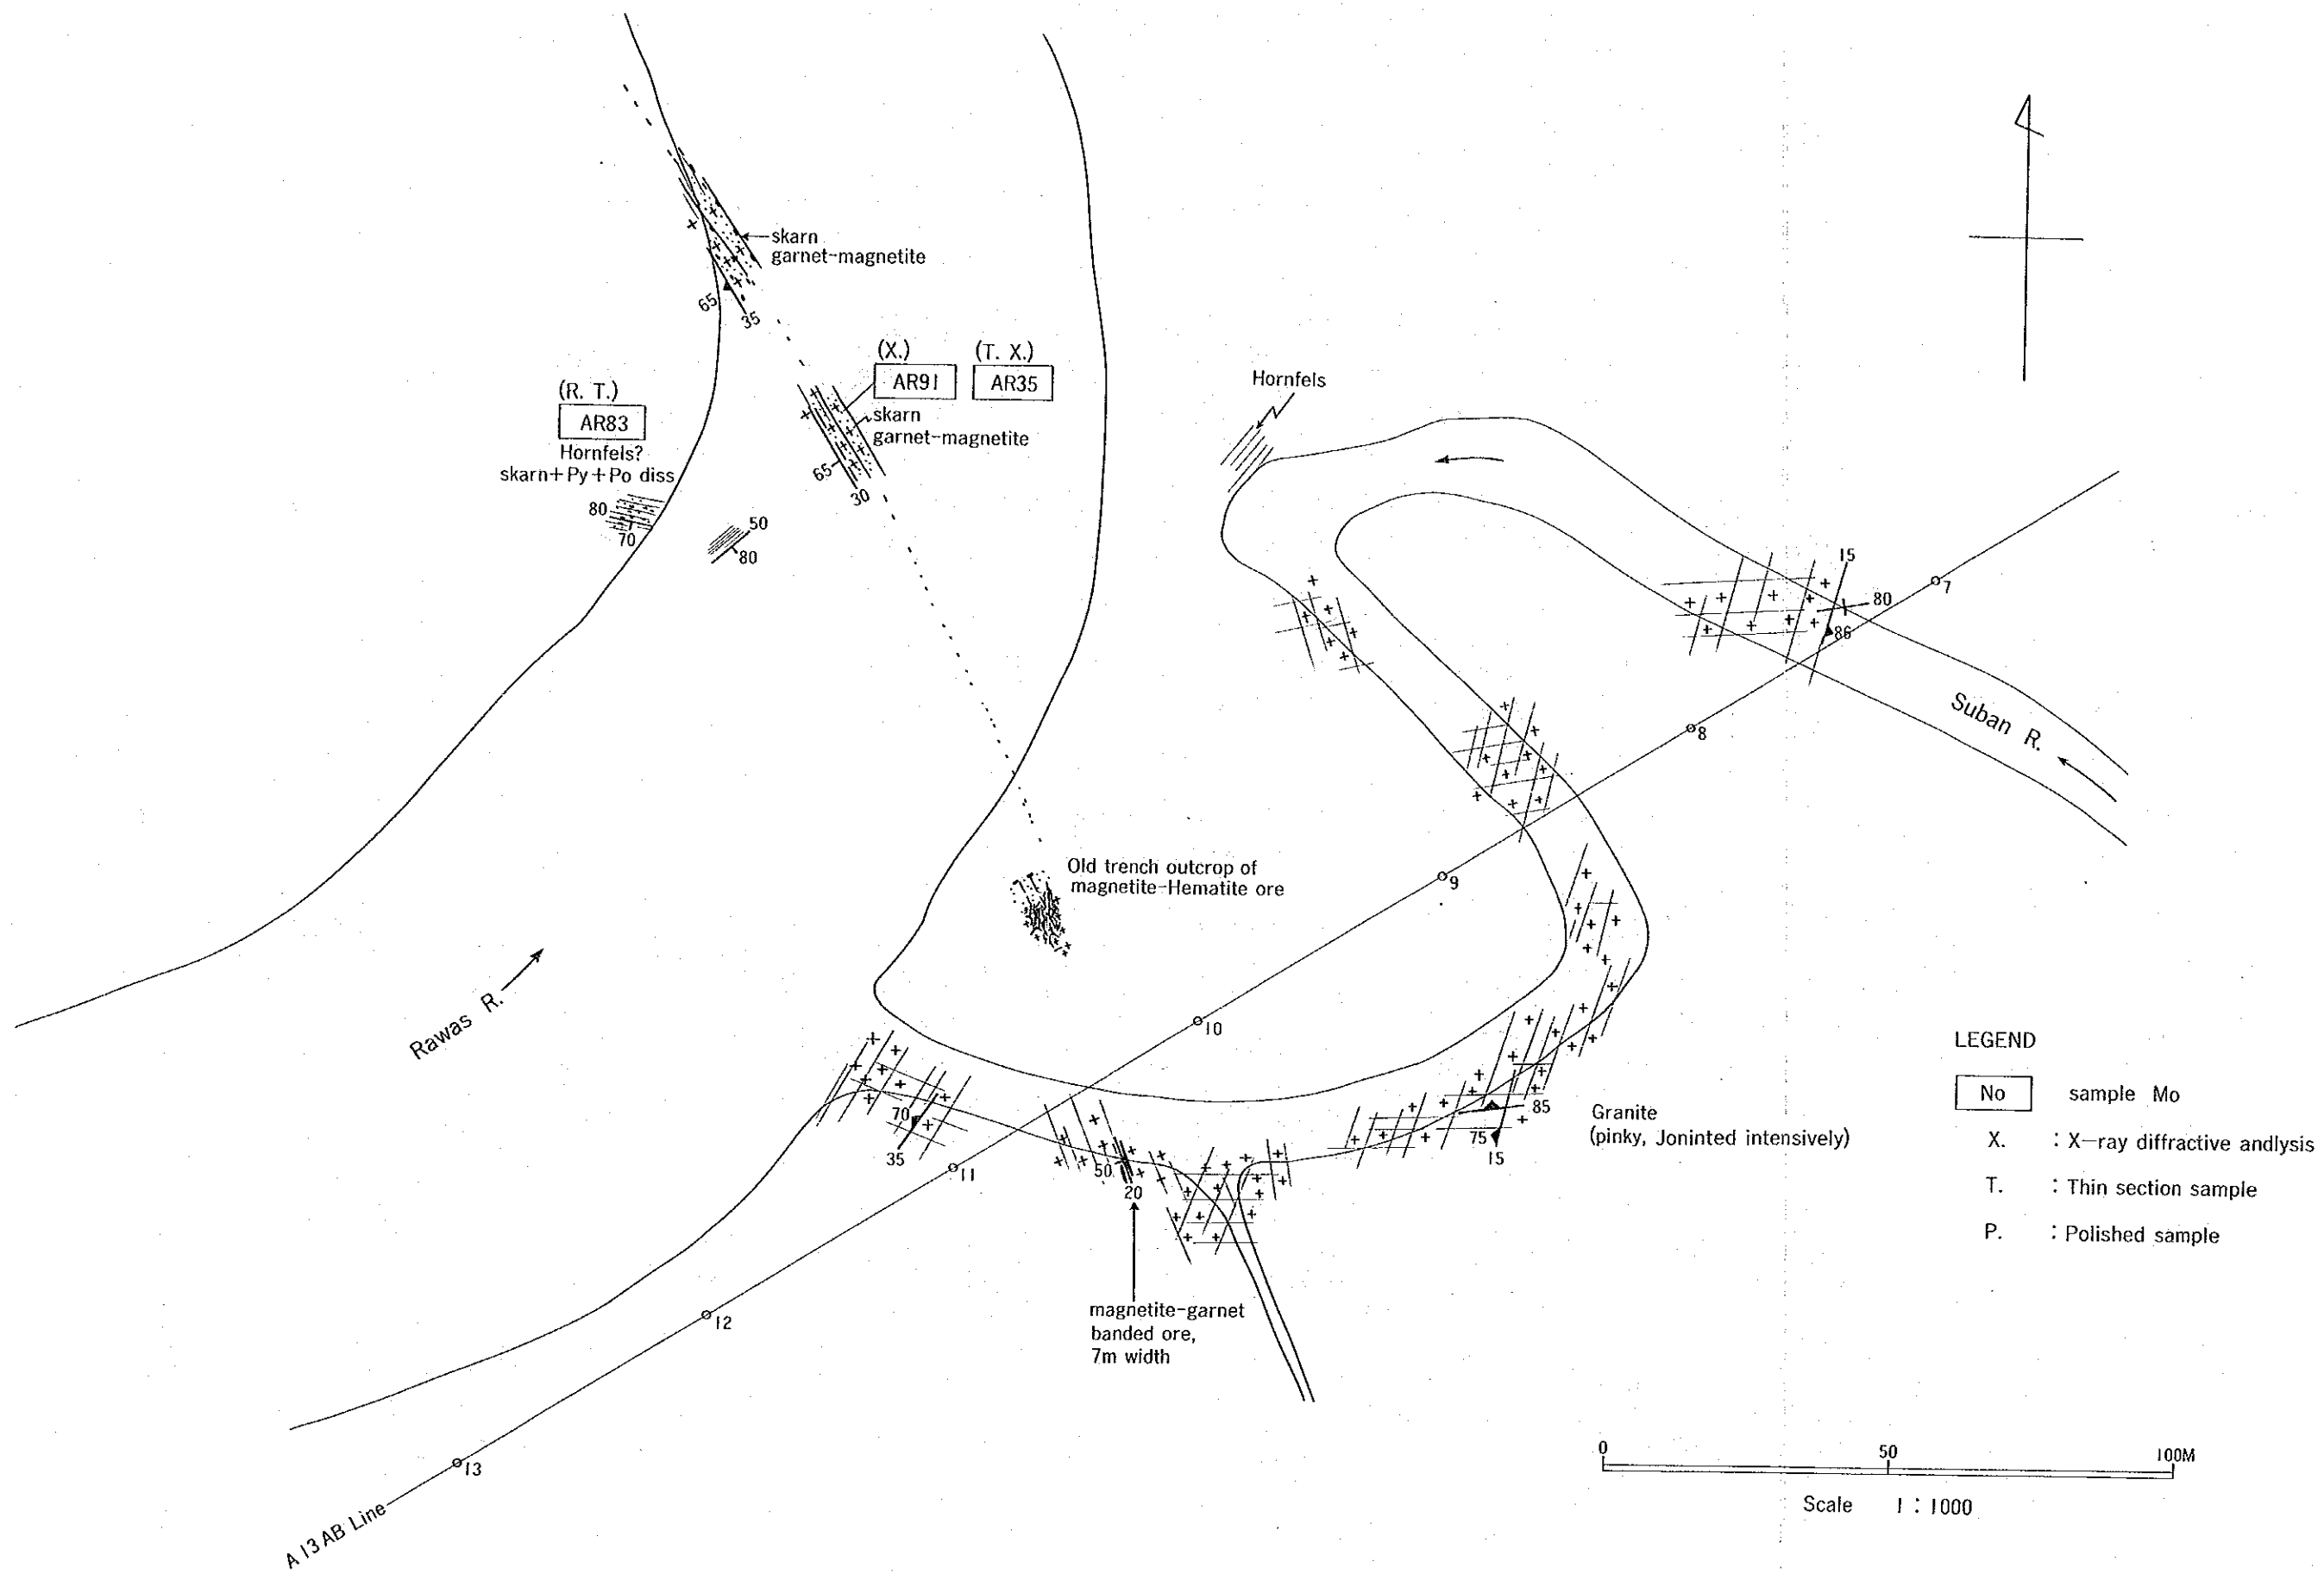 skarn
garnet-magnetite
65
35
(X.)
(T. X.)
AR91
AR35
skarn
garnet-magnetite
65
30
(R. T.)
AR83
Hornfels?
skarn+Py+Po diss
80
70
50
80
Hornfels
15
80
86
7
8
Suban R.
9
Old trench outcrop of
magnetite-Hematite ore
10
Rawas R.
70
35
11
50
20
85
75
15
Granite
(pinky, Joninted intensively)
magnetite-garnet
banded ore,
7m width
12
13
A 13 AB Line
LEGEND
No sample Mo
X. : X-ray diffractive andlysis
T. : Thin section sample
P. : Polished sample
0 50 100M
Scale 1 : 1000